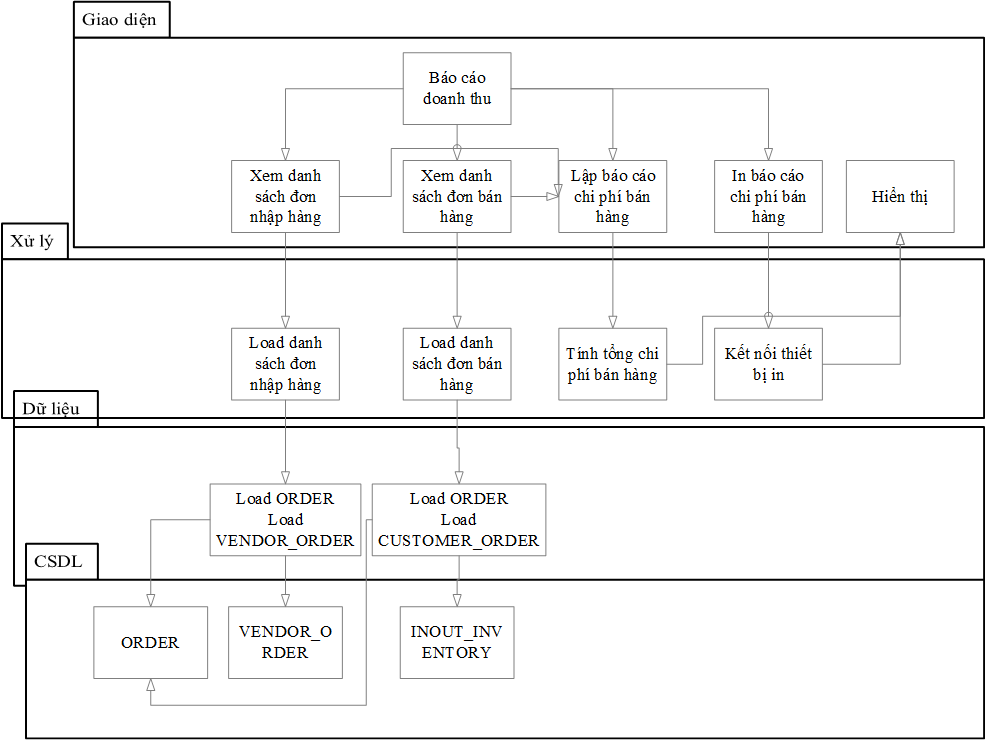 Giao diện
Báo cáo
doanh thu
Xem danh
sách đơn
nhập hàng
Xem danh
sách đơn bán
hàng
Lập báo cáo
chi phí bán
hàng
In báo cáo
chi phí bán
hàng
Hiển thị
Xử lý
Load danh
sách đơn
nhập hàng
Load danh
sách đơn bán
hàng
Tính tổng chi
phí bán hàng
Kết nối thiết
bị in
Dữ liệu
Load ORDER
Load
VENDOR_ORDER
Load ORDER
Load
CUSTOMER_ORDER
CSDL
ORDER
VENDOR_O
RDER
INOUT_INV
ENTORY